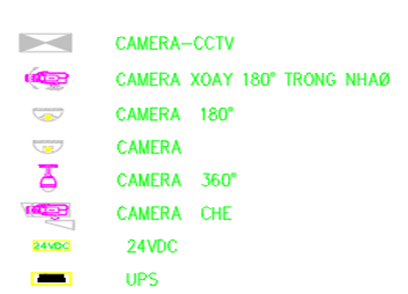 CAMERA-CCTV
CAMERA XOAY 180° TRONG NHAØ
CAMERA 180°
CAMERA
CAMERA 360°
CAMERA CHE
24VDC 24VDC
UPS